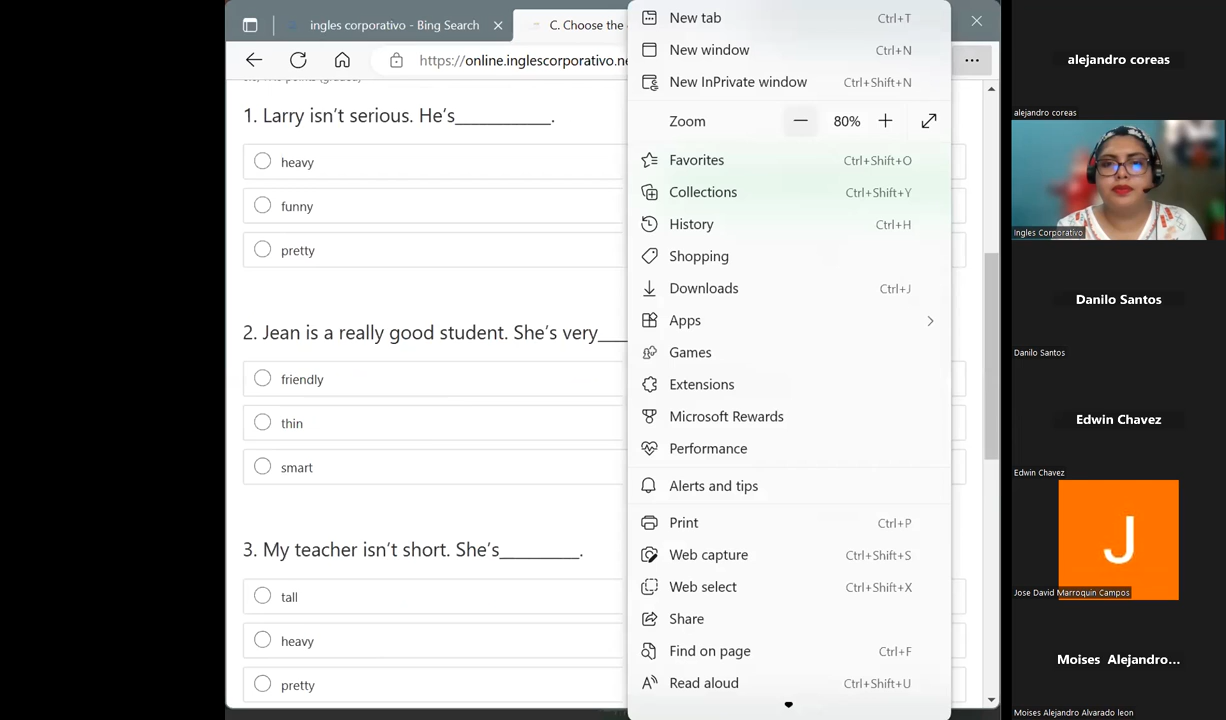 ingles corporativo - Bing Search
C. Choose the
https://online.inglescorporativo.ne
1. Larry isn't serious. He's__________.
heavy
funny
pretty
2. Jean is a really good student. She's very___
friendly
thin
smart
3. My teacher isn't short. She's________.
tall
heavy
pretty
New tab Ctrl+T
New window Ctrl+N
New InPrivate window Ctrl+Shift+N
Zoom 80%
Favorites Ctrl+Shift+O
Collections Ctrl+Shift+Y
History Ctrl+H
Shopping
Downloads Ctrl+J
Apps
Games
Extensions
Microsoft Rewards
Performance
Alerts and tips
Print Ctrl+P
Web capture Ctrl+Shift+S
Web select Ctrl+Shift+X
Share
Find on page Ctrl+F
Read aloud Ctrl+Shift+U
alejandro coreas
alejandro coreas
Ingles Corporativo
Danilo Santos
Danilo Santos
Edwin Chavez
Edwin Chavez
J
Jose David Marroquin Campos
Moises Alejandro...
Moises Alejandro Alvarado leon